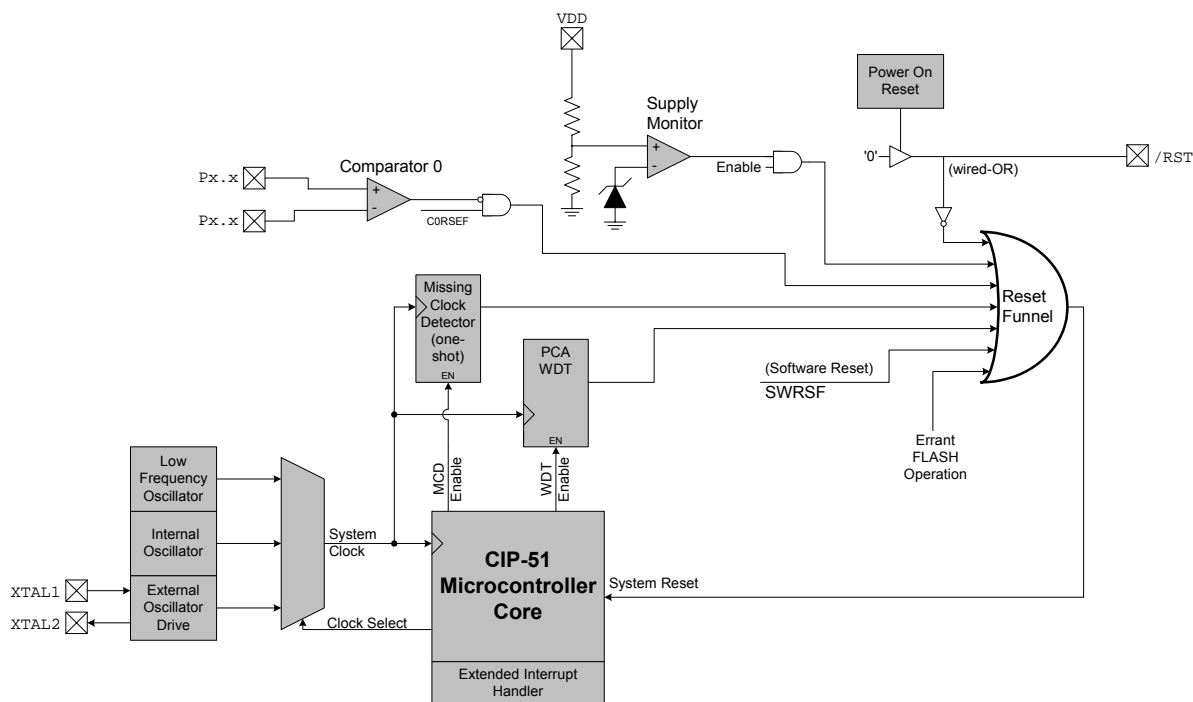 VDD
Power On
Reset
Supply
Monitor
+
-
Enable
'0'
(wired-OR)
/RST
Comparator 0
Px.x
+
-
Px.x
C0RSEF
Missing
Clock
Detector
(one-
shot)
EN
PCA
WDT
EN
Reset
Funnel
(Software Reset)
SWRSF
Errant
FLASH
Operation
MCD
Enable
WDT
Enable
Low
Frequency
Oscillator
Internal
Oscillator
External
Oscillator
Drive
XTAL1
XTAL2
System
Clock
Clock Select
CIP-51
Microcontroller
Core
System Reset
Extended Interrupt
Handler